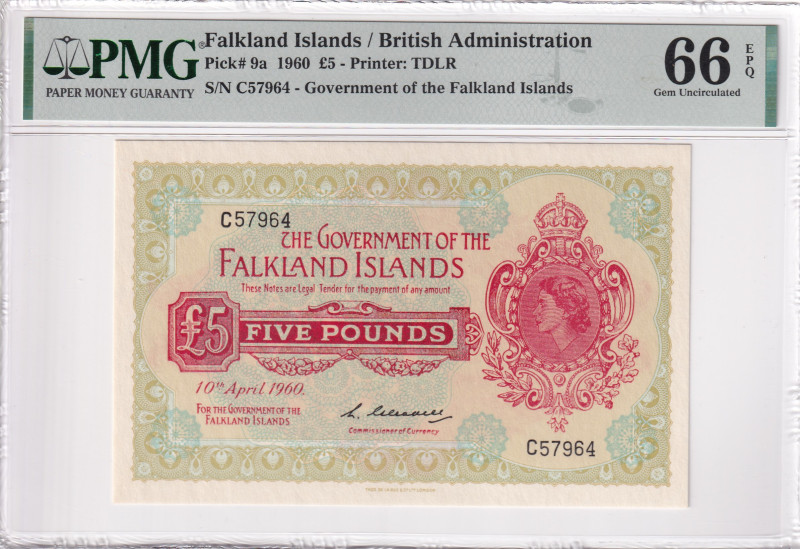 PMG®
PAPER MONEY GUARANTY
Falkland Islands / British Administration
Pick# 9a 1960 £5 - Printer: TDLR
S/N C57964 - Government of the Falkland Islands
66
EPQ
Gem Uncirculated
C57964
THE GOVERNMENT OF THE
FALKLAND ISLANDS
These Notes are Legal Tender for the payment of any amount
£5
FIVE POUNDS
10th April 1960.
FOR THE GOVERNMENT OF THE
FALKLAND ISLANDS
Commissioner of Currency
C57964